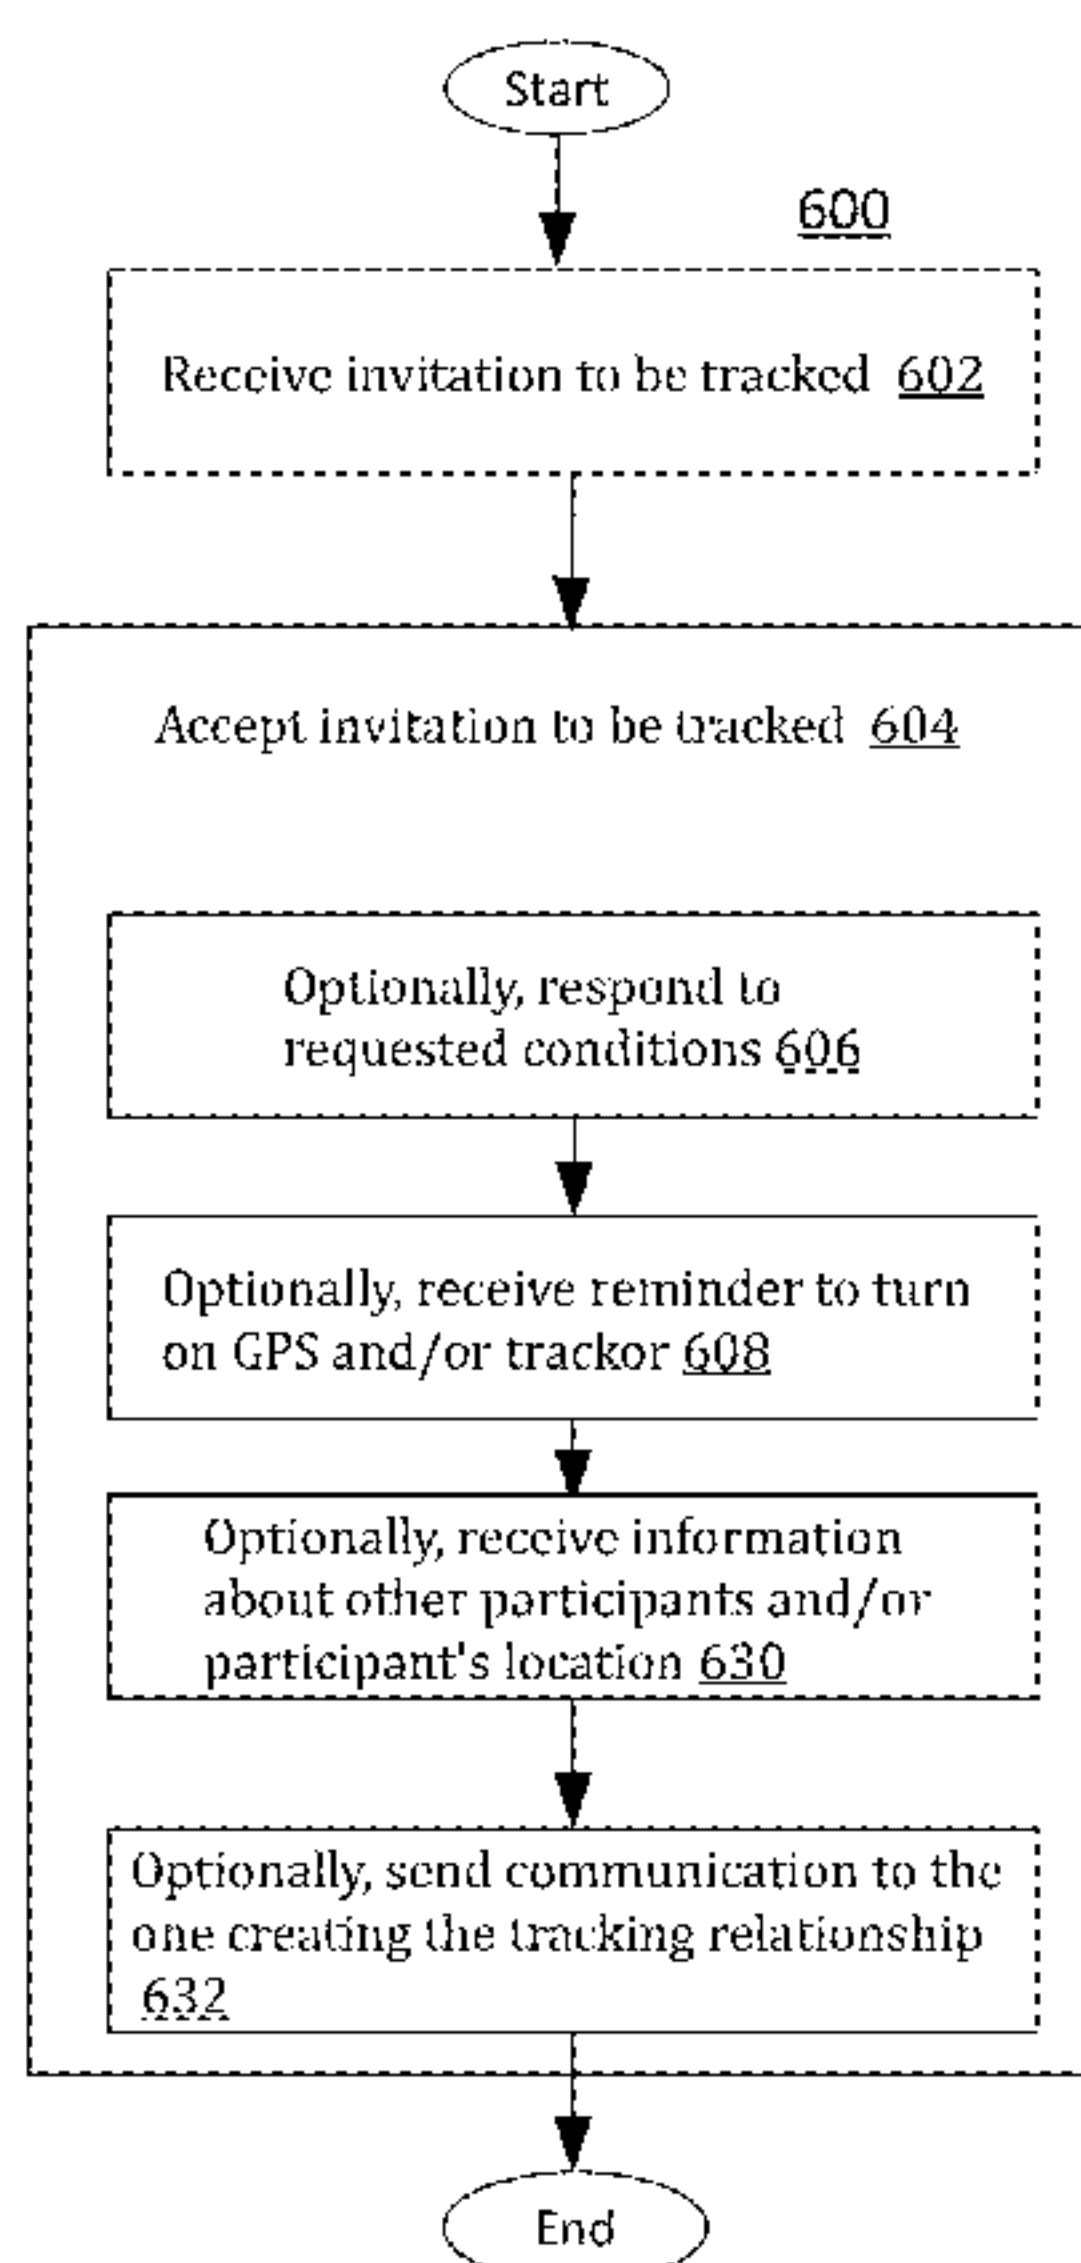 Start
600
Receive invitation to be tracked 602
Accept invitation to be tracked 604
Optionally, respond to
requested conditions 606
Optionally, receive reminder to turn
on GPS and/or trackor 608
Optionally, receive information
about other participants and/or
participant's location 630
Optionally, send communication to the
one creating the tracking relationship
632
End